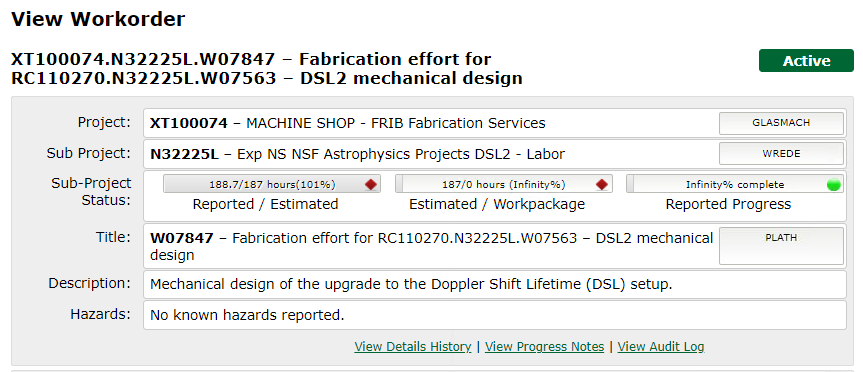 View Workorder
XT100074.N32225L.W07847 – Fabrication effort for
RC110270.N32225L.W07563 – DSL2 mechanical design
Active
Project:
XT100074 – MACHINE SHOP - FRIB Fabrication Services
GLASMACH
Sub Project:
N32225L – Exp NS NSF Astrophysics Projects DSL2 - Labor
WREDE
Sub-Project
Status:
188.7/187 hours(101%)
187/0 hours (Infinity%)
Infinity% complete
Reported / Estimated
Estimated / Workpackage
Reported Progress
Title:
W07847 – Fabrication effort for RC110270.N32225L.W07563 – DSL2 mechanical
design
PLATH
Description:
Mechanical design of the upgrade to the Doppler Shift Lifetime (DSL) setup.
Hazards:
No known hazards reported.
View Details History | View Progress Notes | View Audit Log